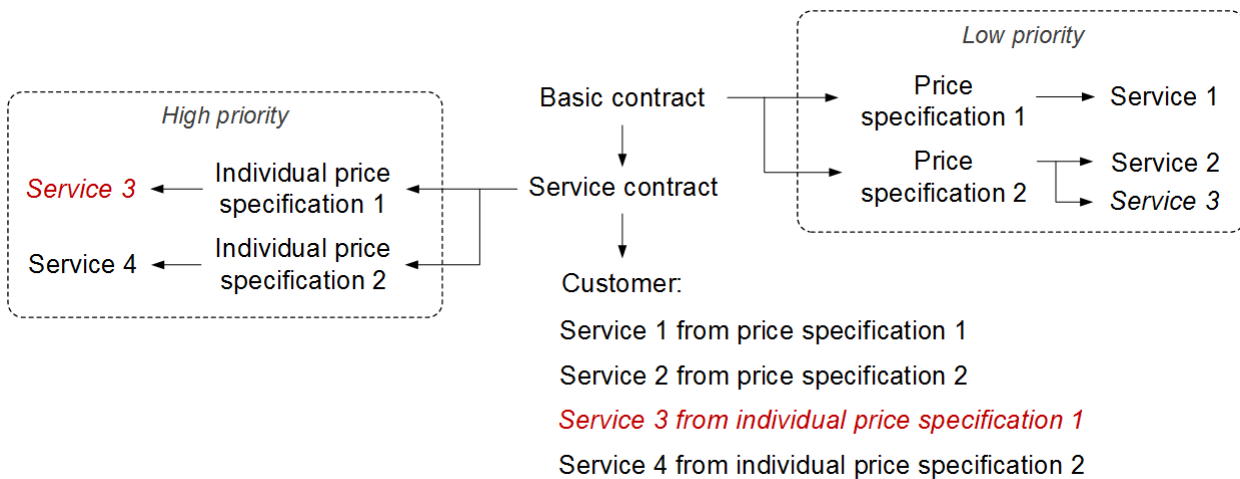 Low priority
Basic contract
Price
specification 1
Service 1
High priority
Service 3
Individual price
specification 1
Service contract
Price
specification 2
Service 2
Service 3
Service 4
Individual price
specification 2
Customer:
Service 1 from price specification 1
Service 2 from price specification 2
Service 3 from individual price specification 1
Service 4 from individual price specification 2